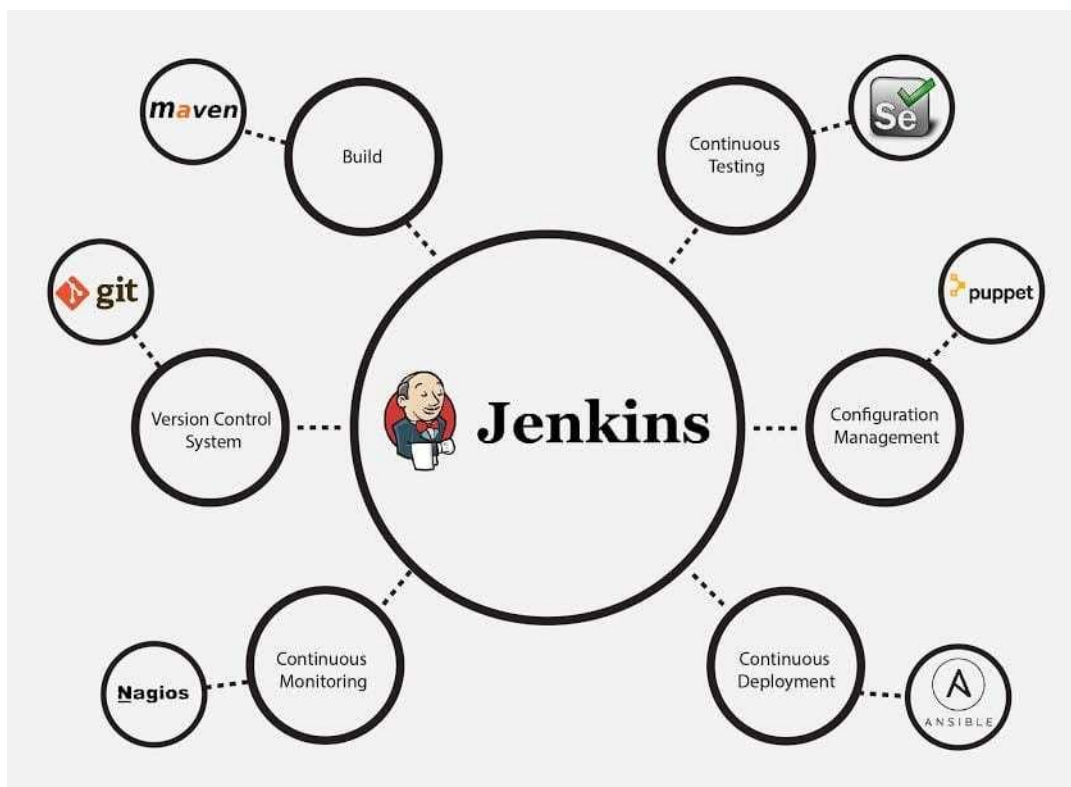 maven
Build
Continuous
Testing
Se
git
Version Control
System
Jenkins
puppet
Configuration
Management
Nagios
Continuous
Monitoring
Continuous
Deployment
ANSIBLE